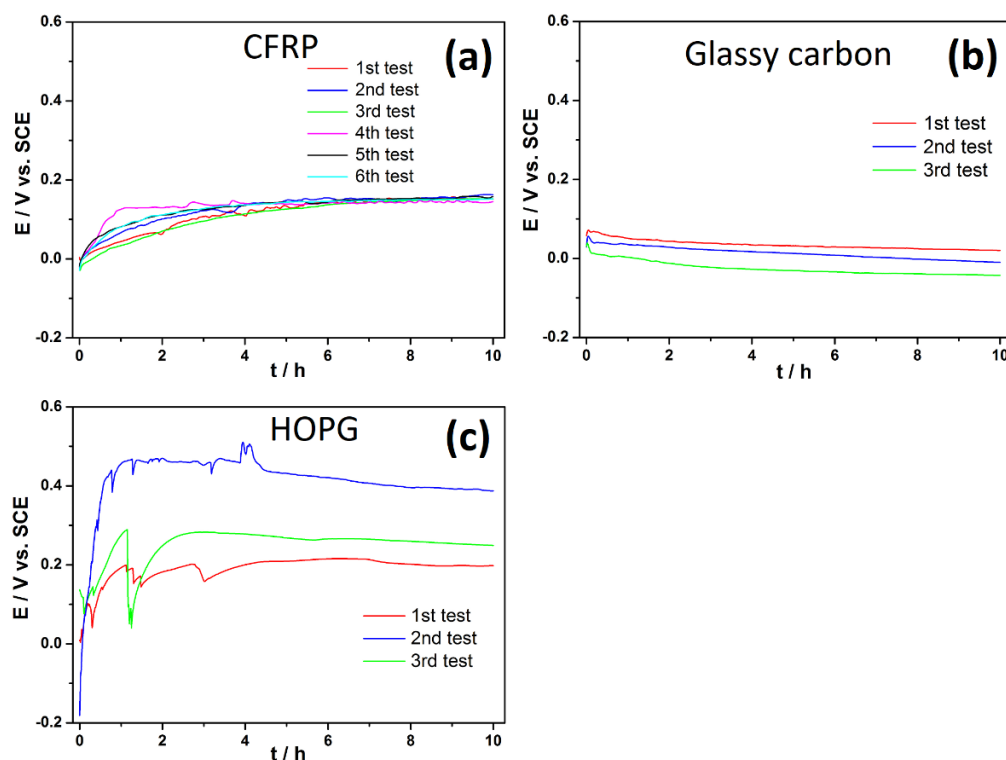 CFRP
(a)
1st test
2nd test
3rd test
4th test
5th test
6th test
E / V vs. SCE
0.6
0.4
0.2
0.0
-0.2
0 2 4 6 8 10
t / h
Glassy carbon
(b)
1st test
2nd test
3rd test
E / V vs. SCE
0.6
0.4
0.2
0.0
-0.2
0 2 4 6 8 10
t / h
HOPG
(c)
1st test
2nd test
3rd test
E / V vs. SCE
0.6
0.4
0.2
0.0
-0.2
0 2 4 6 8 10
t / h